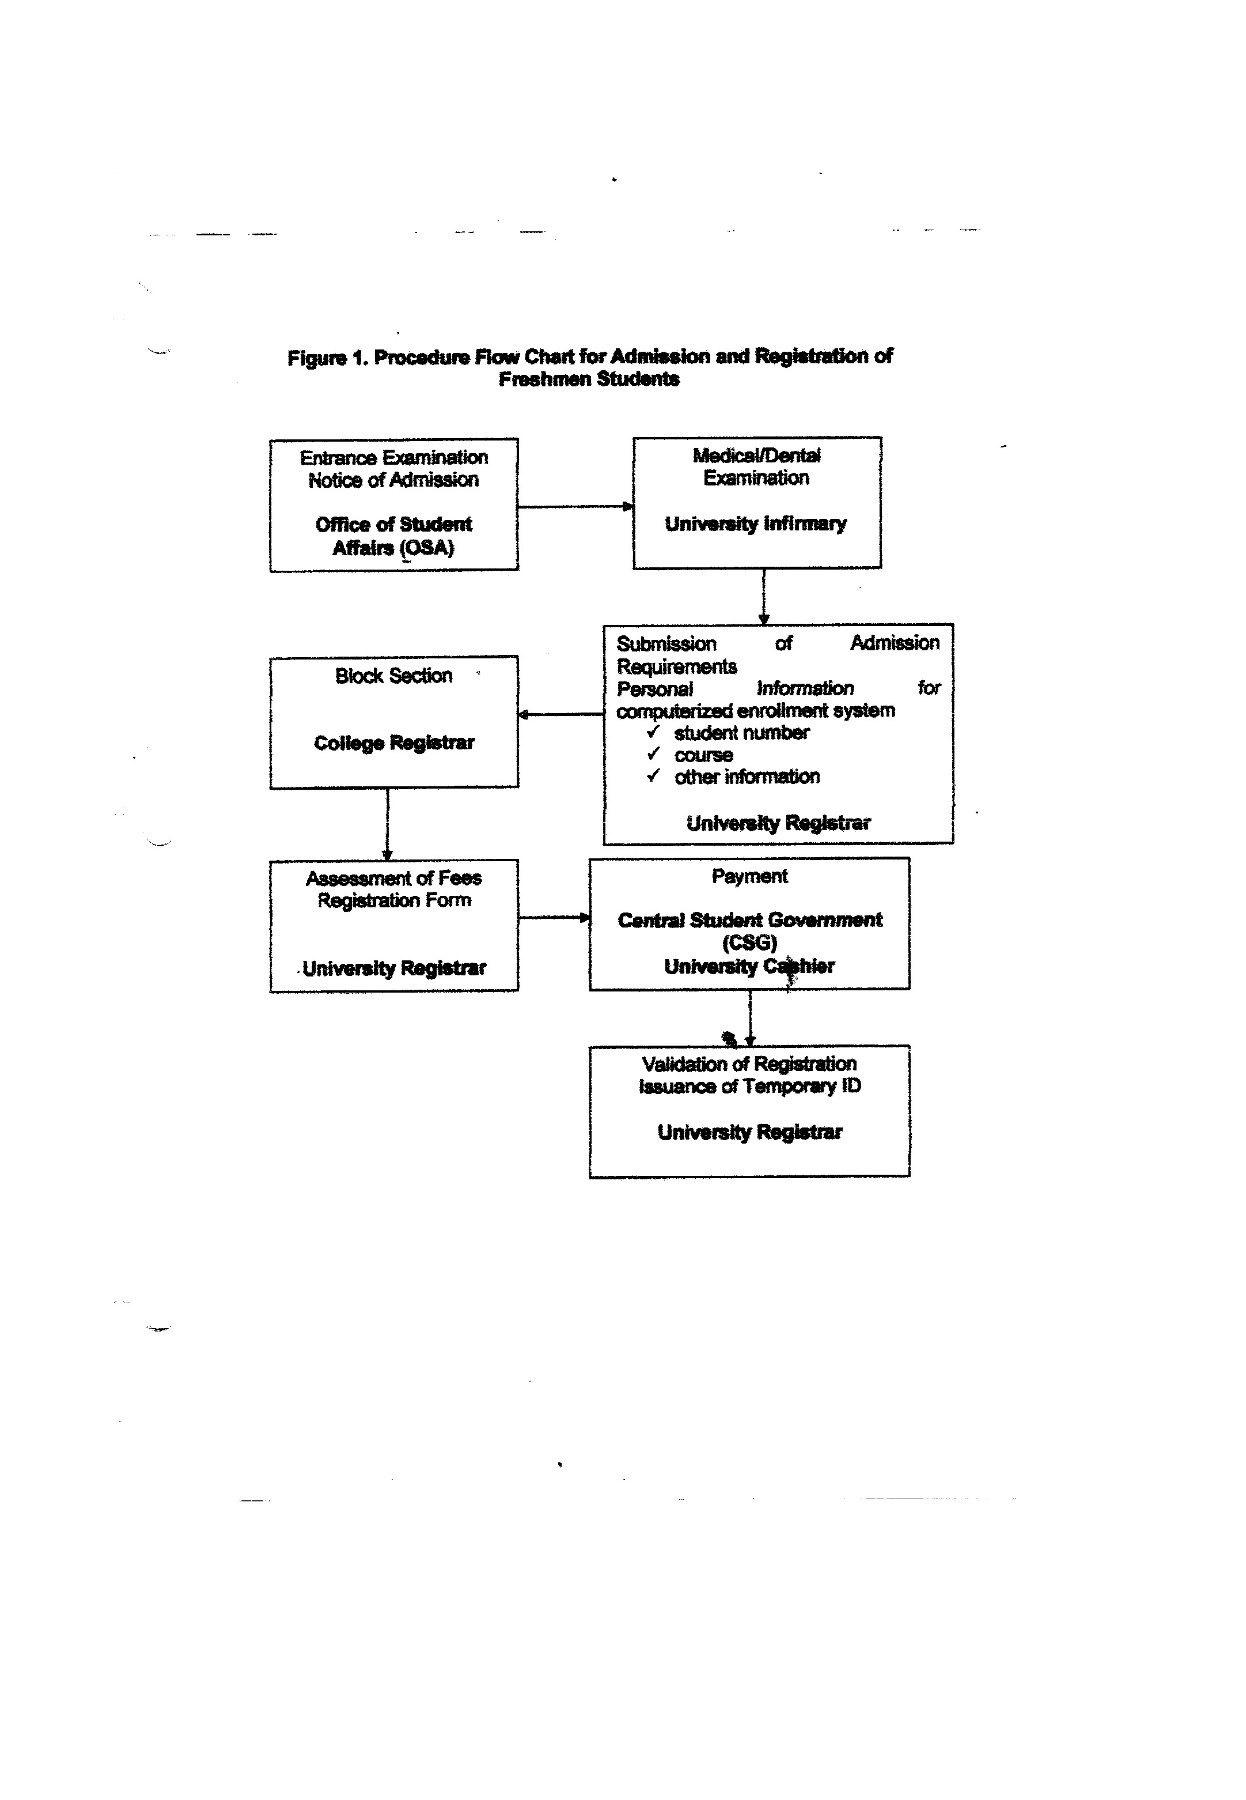 Figure 1. Procedure Flow Chart for Admission and Registration of
Freshmen Students
Entrance Examination
Notice of Admission
Office of Student
Affairs (OSA)
Medical/Dental
Examination
University Infirmary
Submission of Admission
Requirements
Personal Information for
computerized enrollment system
✓ student number
✓ course
✓ other information
University Registrar
Block Section
College Registrar
Assessment of Fees
Registration Form
University Registrar
Payment
Central Student Government
(CSG)
University Cashier
Validation of Registration
Issuance of Temporary ID
University Registrar